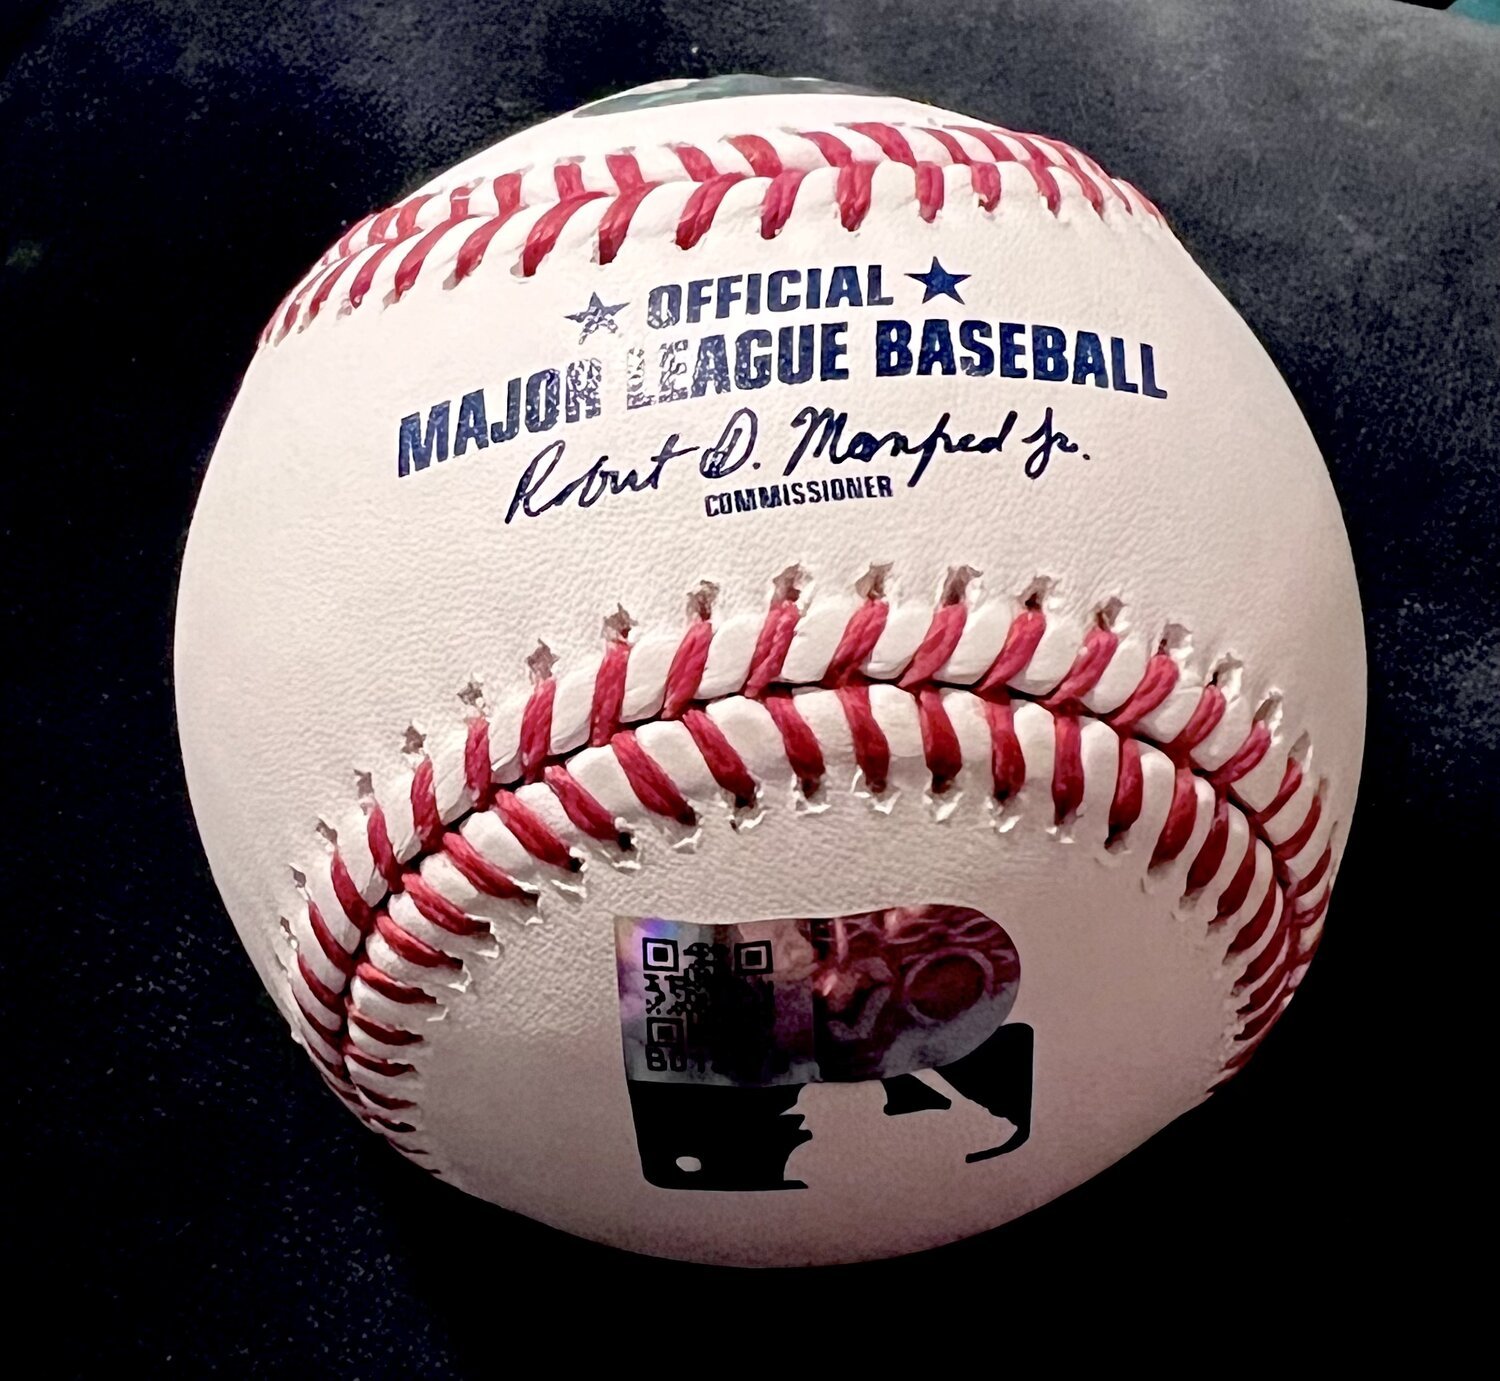 OFFICIAL
MAJOR LEAGUE BASEBALL
Robert D. Manfred Jr.
COMMISSIONER